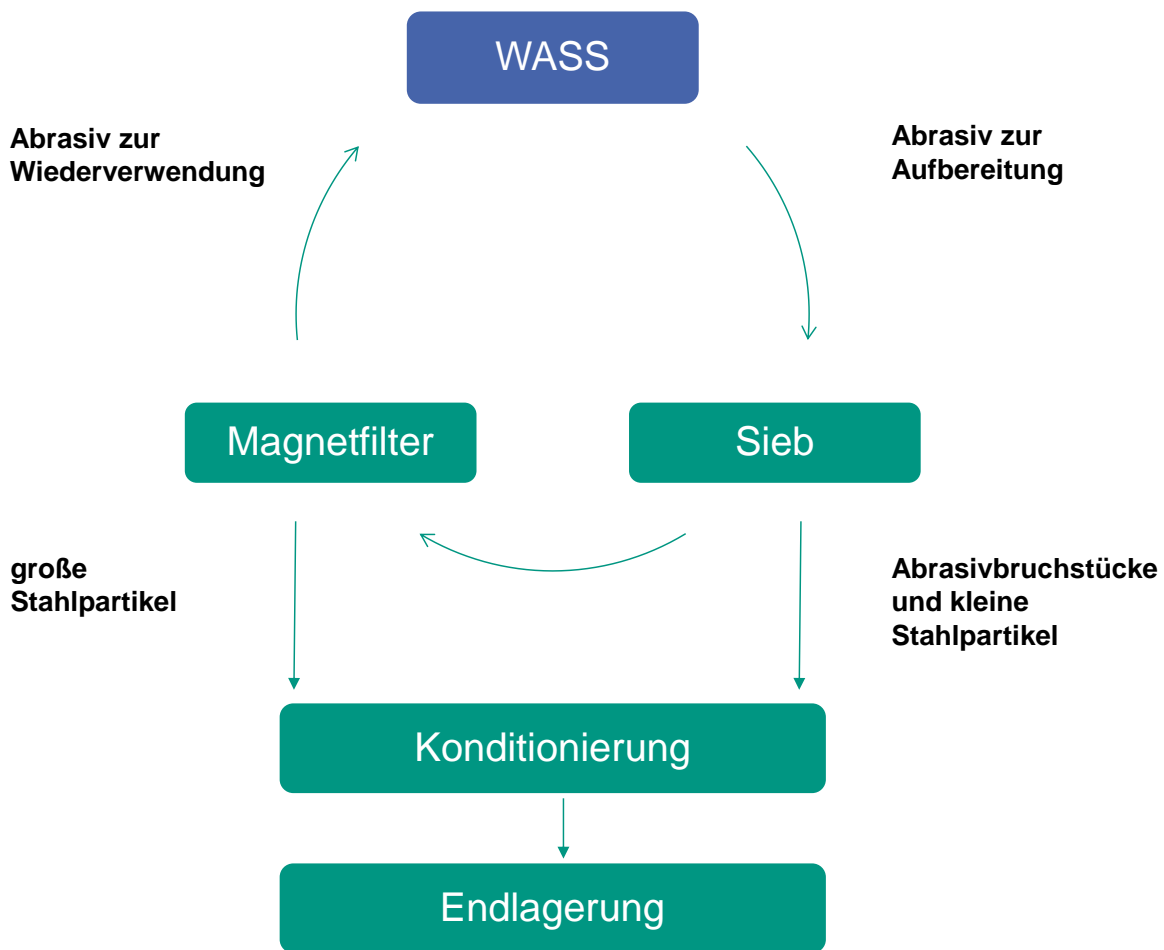 WASS
Abrasiv zur
Wiederverwendung
Abrasiv zur
Aufbereitung
Magnetfilter
Sieb
große
Stahlpartikel
Abrasivbruchstücke
und kleine
Stahlpartikel
Konditionierung
Endlagerung